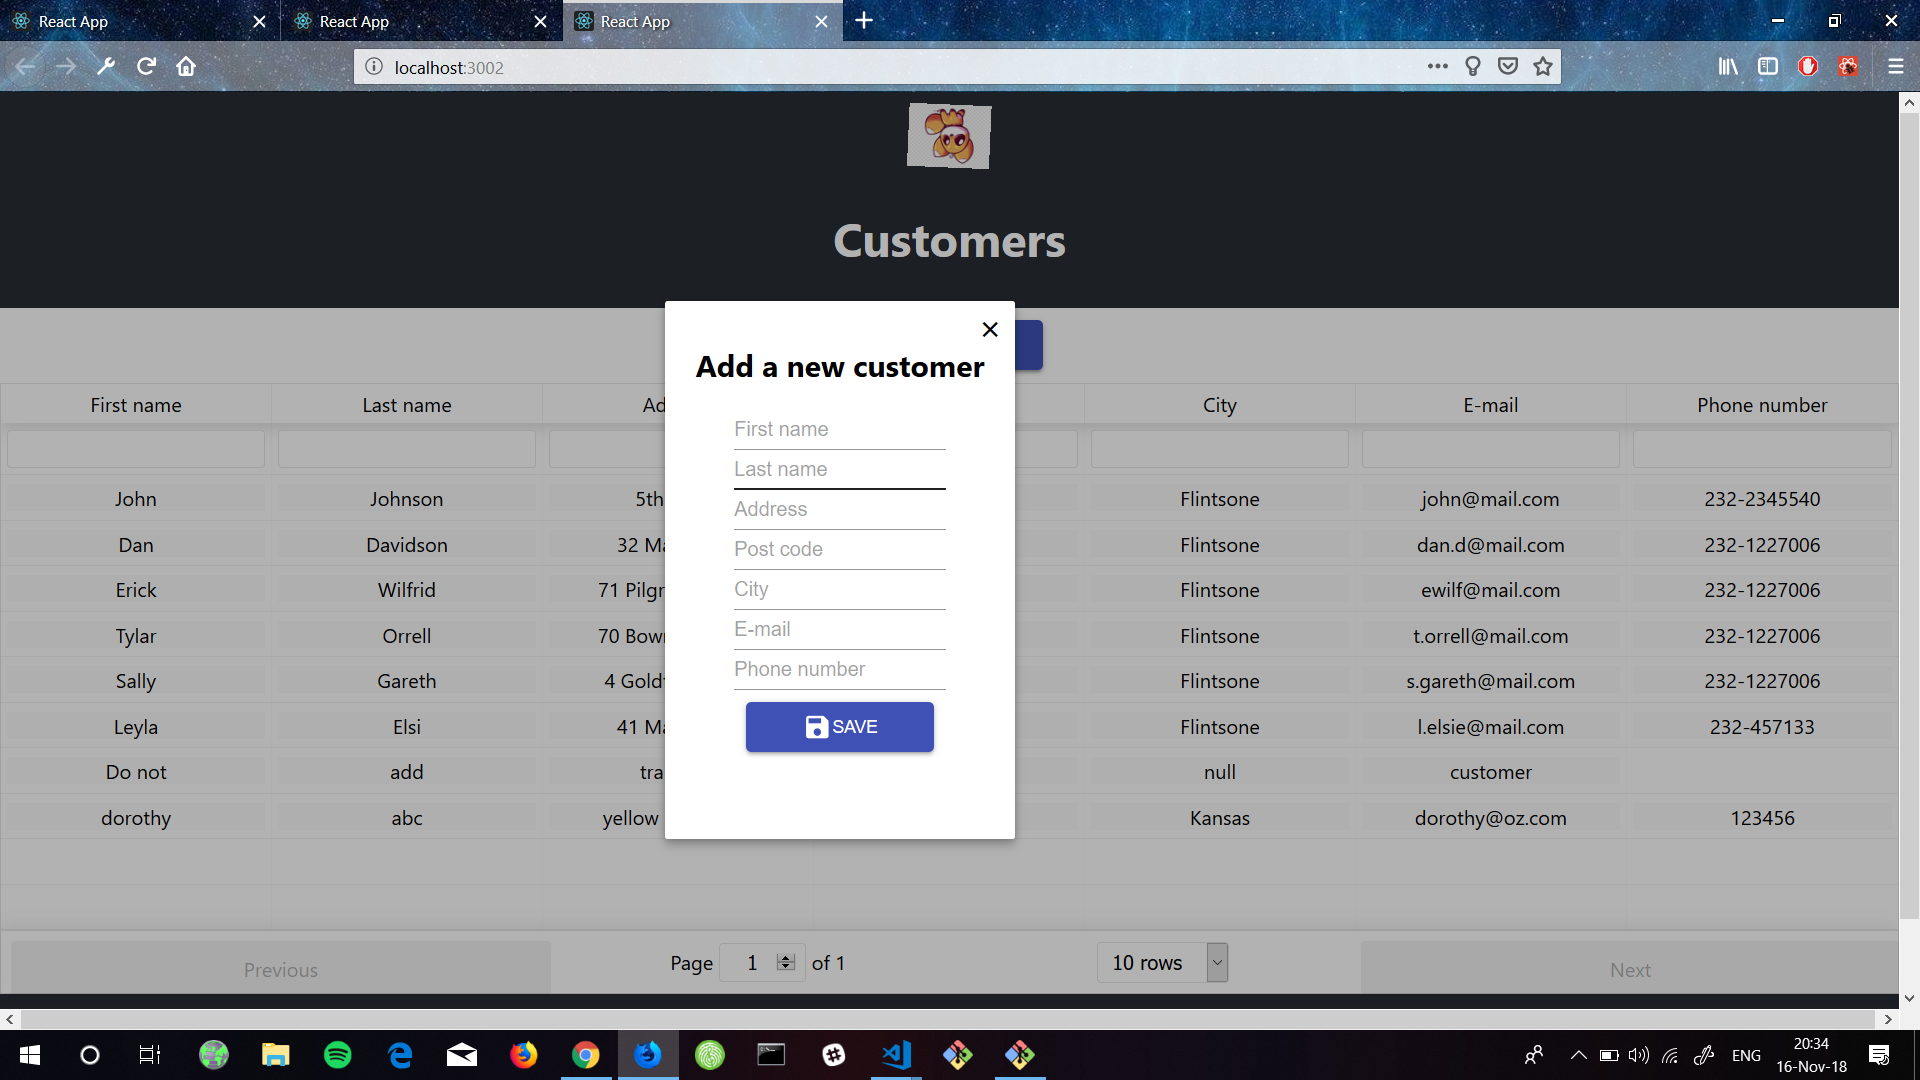 React App
React App
React App
localhost:3002
Customers
Add a new customer
First name
Last name
Address
Post code
City
E-mail
Phone number
SAVE
First name Last name Ad City E-mail Phone number
John Johnson 5th Flintsone john@mail.com 232-2345540
Dan Davidson 32 Flintsone dan.d@mail.com 232-1227006
Erick Wilfrid 71 Pilgr Flintsone ewilf@mail.com 232-1227006
Tylar Orrell 70 Flintsone t.orrell@mail.com 232-1227006
Sally Gareth 4 Flintsone s.gareth@mail.com 232-1227006
Leyla Elsi 41 Flintsone l.elsie@mail.com 232-457133
Do not add tra null customer
dorothy abc yellow Kansas dorothy@oz.com 123456
Previous Page 1 of 1 10 rows Next
ENG
20:34
16-Nov-18